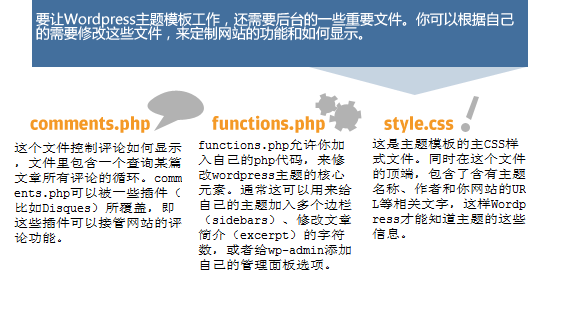 要让Wordpress主题模板工作，还需要后台的一些重要文件。你可以根据自己
的需要修改这些文件，来定制网站的功能和如何显示。
comments.php
这个文件控制评论如何显示
，文件里包含一个查询某篇
文章所有评论的循环。comm
ents.php可以被一些插件（
比如Disques）所覆盖，即
这些插件可以接管网站的评
论功能。
functions.php
functions.php允许你加
入自己的php代码，来修
改wordpress主题的核心
元素。通常这可以用来给
自己的主题加入多个边栏
（sidebars）、修改文章
简介（excerpt）的字符
数，或者给wp-admin添加
自己的管理面板选项。
style.css
这是主题模板的主CSS样
式文件。同时在这个文件
的顶端，包含了含有主题
名称、作者和你网站的UR
L等相关文字，这样Wordp
ress才能知道主题的这些
信息。